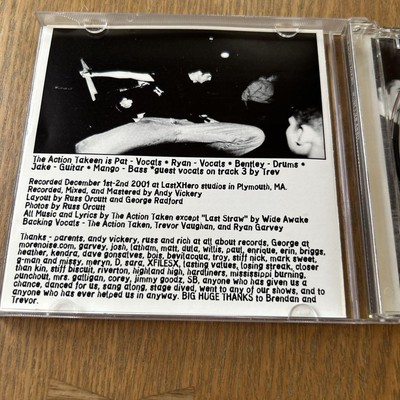 The Action Takeen is Pat - Vocals • Ryan - Vocals • Bentley - Drums •
Jake - Guitar • Mango - Bass *guest vocals on track 3 by Trev
Recorded December 1st-2nd 2001 at LastXHero studios in Plymouth, MA.
Recorded, Mixed, and Mastered by Andy Vickery
Layout by Russ Orcutt and George Radford
Photos by Russ Orcutt
All Music and Lyrics by The Action Taken except "Last Straw" by Wide Awake
Backing Vocals - The Action Taken, Trevor Vaughan, and Ryan Garvey
Thanks - parents, andy vickery, russ and rich at all about records, George at
morenoise.com, garvey, josh, latham, matt, dula, willis, paul, enrique, erin, briggs,
heather, kendra, dave gonsalves, bois, bevilacqua, troy, stiff nick, mark sweet,
g-man and missy, meryn, D, sara, XFILESX, lasting values, losing streak, closer
than kin, stiff biscuit, riverton, highland high, hardliners, mississippi burning,
punchout, mrs. galligan, corey, jimmy goodz, SB, anyone who has given us a
chance, danced for us, sang along, stage dived, went to any of our shows, and to
anyone who has ever helped us in anyway. BIG HUGE THANKS to Brendan and
Trevor.